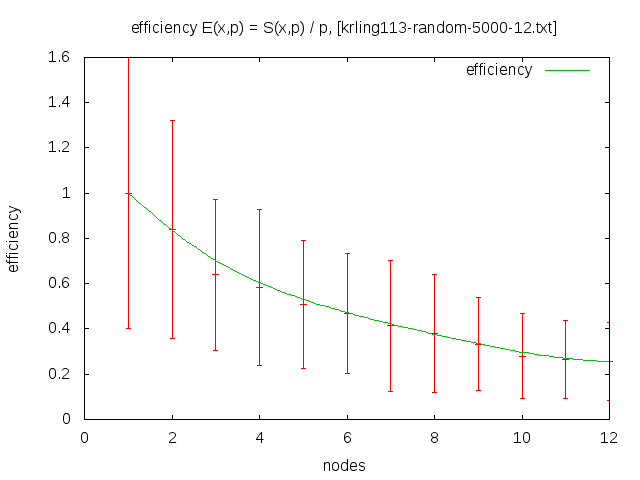 efficiency E(x,p) = S(x,p) / p, [krling113-random-5000-12.txt]
efficiency
1.6
1.4
1.2
1
0.8
0.6
0.4
0.2
0
efficiency
0 2 4 6 8 10 12
nodes